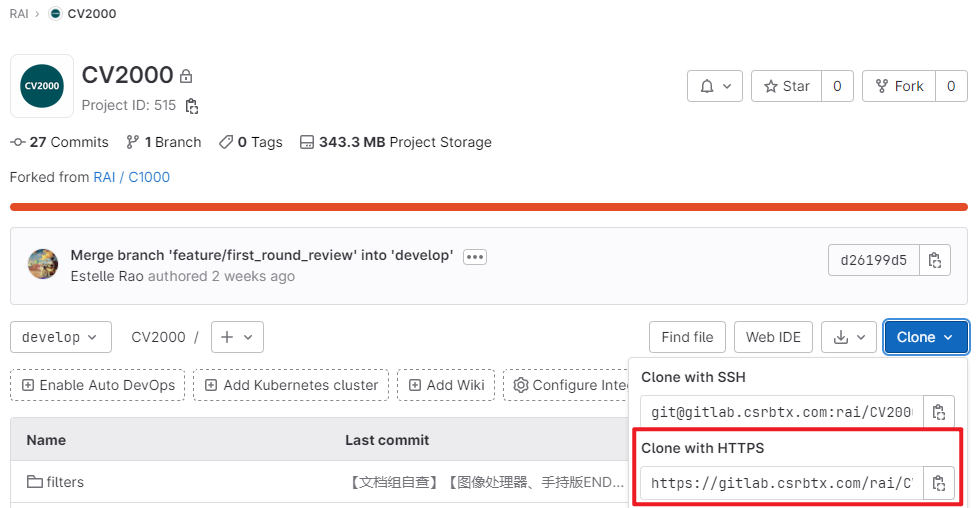 RAI › CV2000
CV2000
CV2000
Project ID: 515
Star 0
Fork 0
27 Commits 1 Branch 0 Tags 343.3 MB Project Storage
Forked from RAI / C1000
Merge branch 'feature/first_round_review' into 'develop'
Estelle Rao authored 2 weeks ago
d26199d5
develop CV2000 / +
Find file Web IDE Clone
Enable Auto DevOps Add Kubernetes cluster Add Wiki Configure Inte
Clone with SSH
git@gitlab.csrbtx.com:rai/CV200
Clone with HTTPS
https://gitlab.csrbtx.com/rai/C
Name Last commit
filters 【文档组自查】【图像处理器、手持版END...